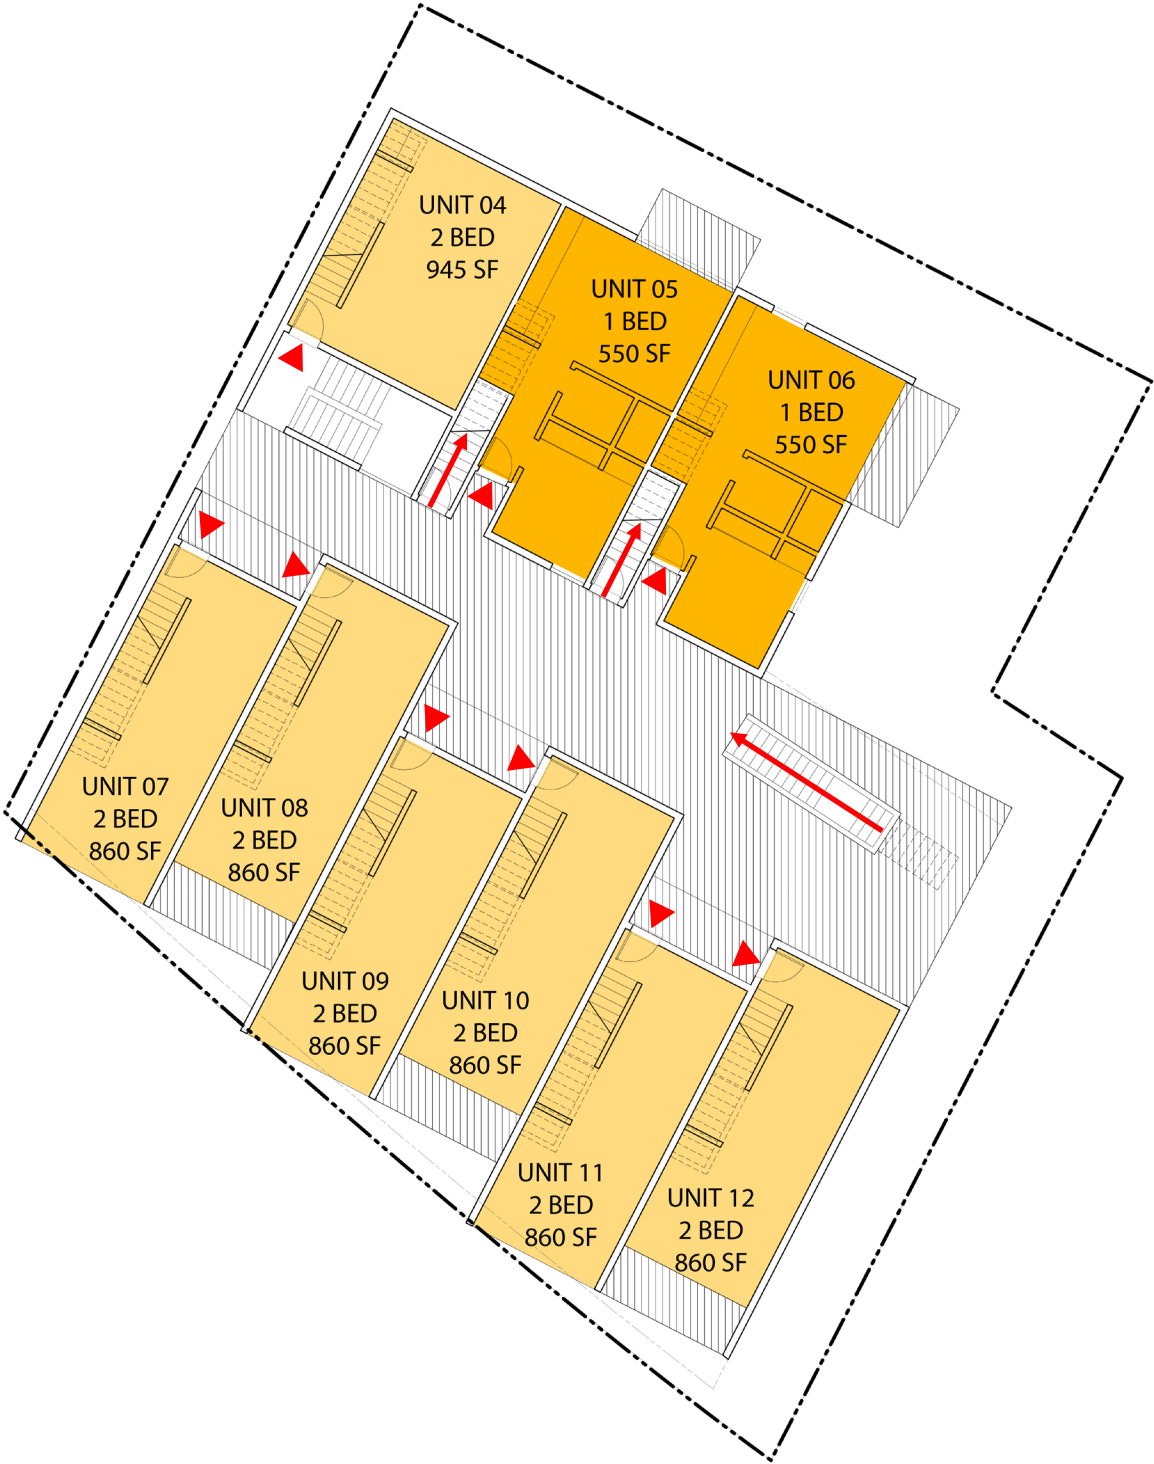 UNIT 04
2 BED
945 SF
UNIT 05
1 BED
550 SF
UNIT 06
1 BED
550 SF
UNIT 07
2 BED
860 SF
UNIT 08
2 BED
860 SF
UNIT 09
2 BED
860 SF
UNIT 10
2 BED
860 SF
UNIT 11
2 BED
860 SF
UNIT 12
2 BED
860 SF